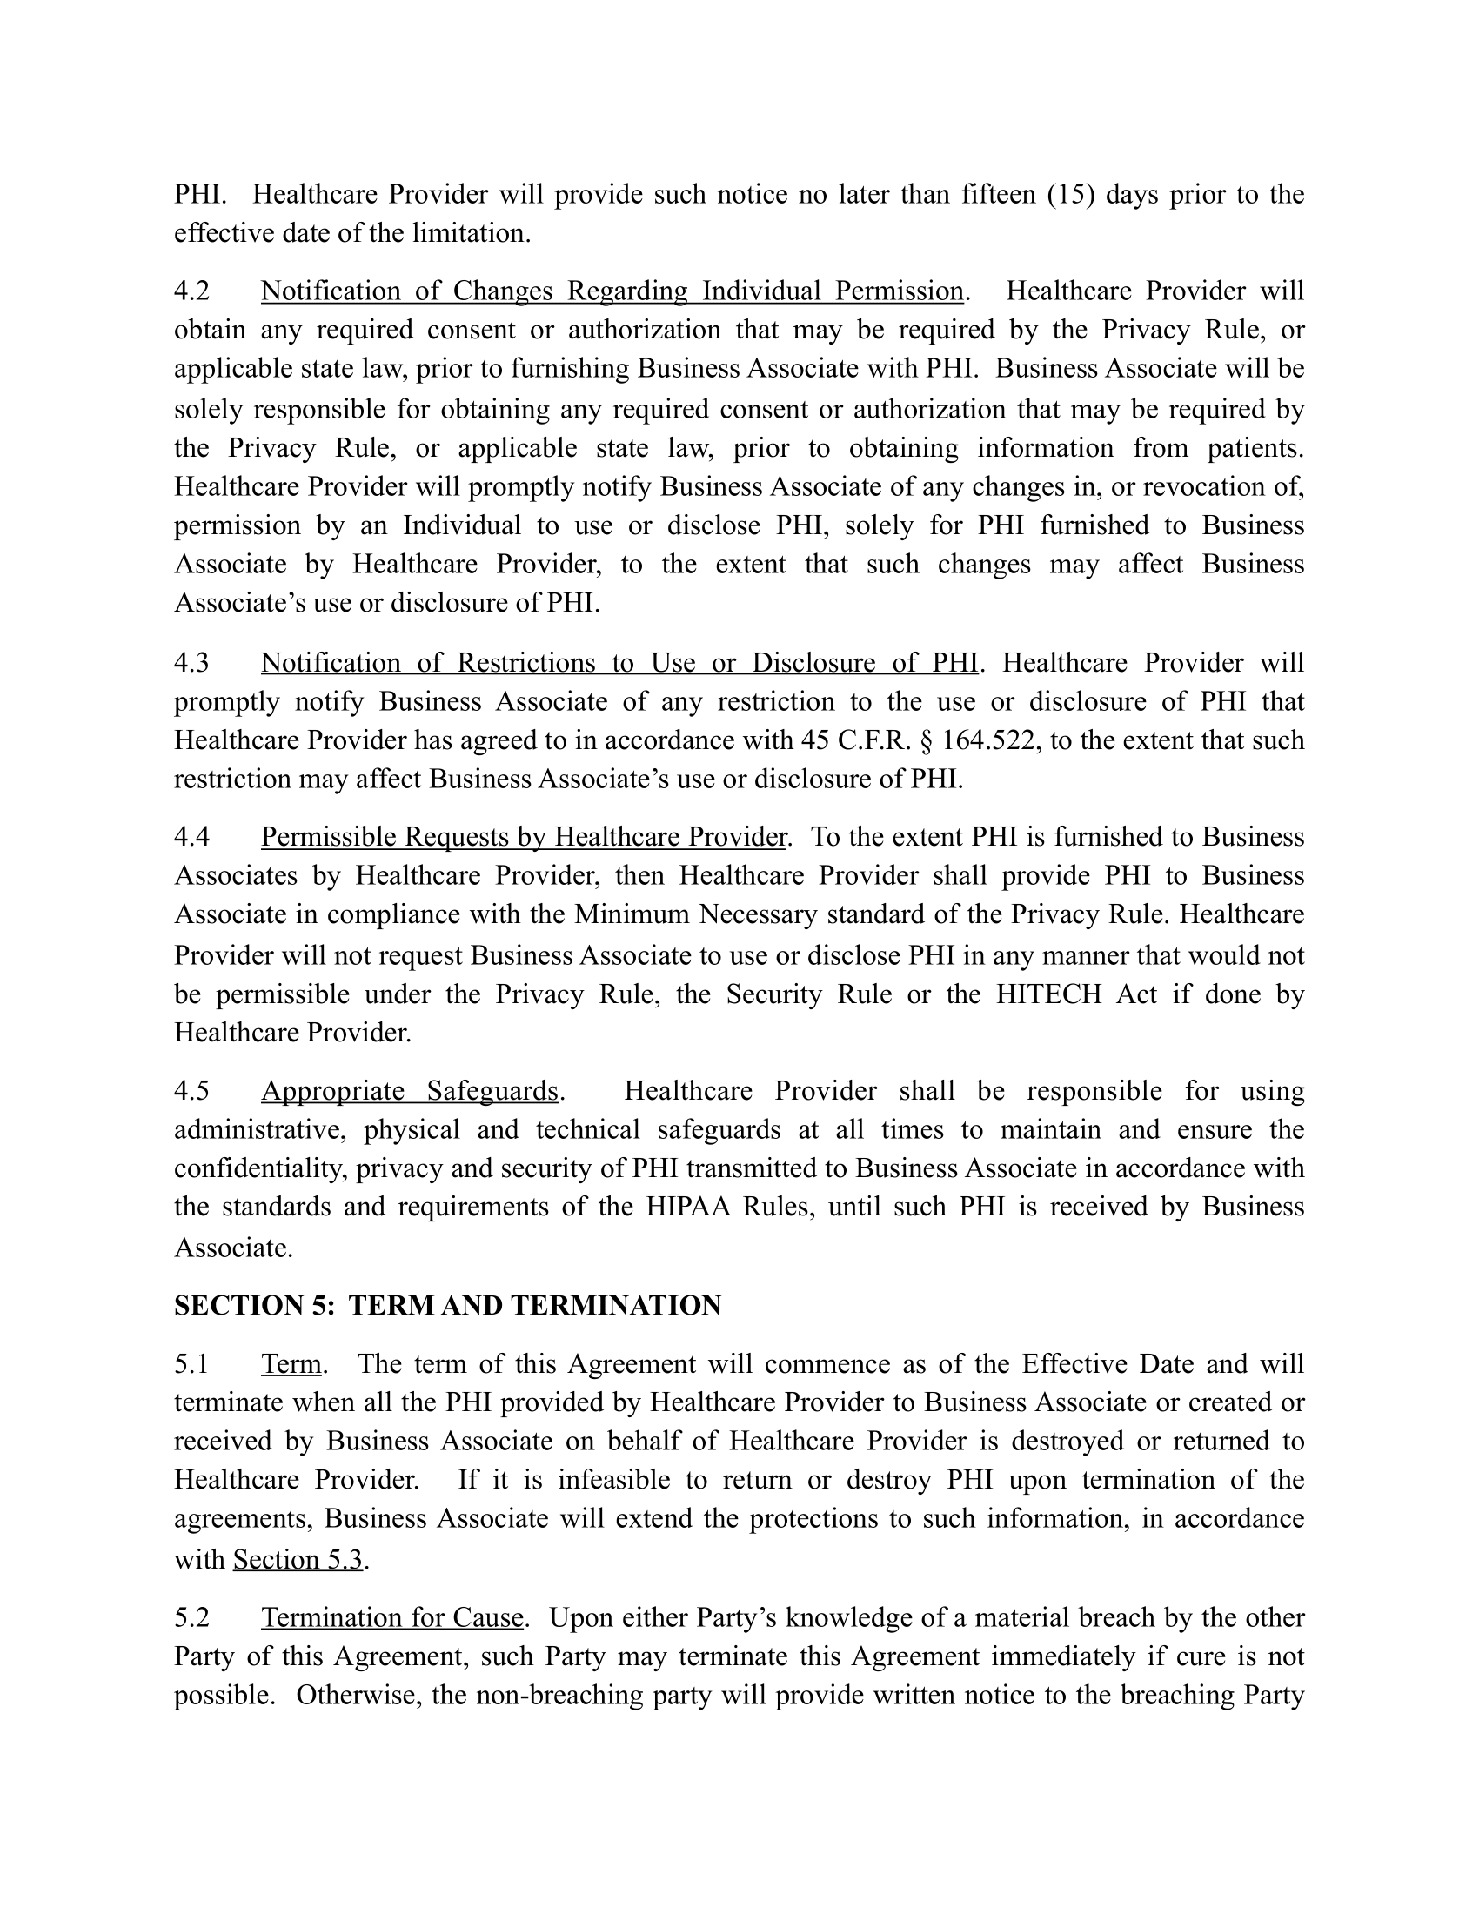 PHI. Healthcare Provider will provide such notice no later than fifteen (15) days prior to the
effective date of the limitation.
4.2 Notification of Changes Regarding Individual Permission. Healthcare Provider will
obtain any required consent or authorization that may be required by the Privacy Rule, or
applicable state law, prior to furnishing Business Associate with PHI. Business Associate will be
solely responsible for obtaining any required consent or authorization that may be required by
the Privacy Rule, or applicable state law, prior to obtaining information from patients.
Healthcare Provider will promptly notify Business Associate of any changes in, or revocation of,
permission by an Individual to use or disclose PHI, solely for PHI furnished to Business
Associate by Healthcare Provider, to the extent that such changes may affect Business
Associate’s use or disclosure of PHI.
4.3 Notification of Restrictions to Use or Disclosure of PHI. Healthcare Provider will
promptly notify Business Associate of any restriction to the use or disclosure of PHI that
Healthcare Provider has agreed to in accordance with 45 C.F.R. § 164.522, to the extent that such
restriction may affect Business Associate’s use or disclosure of PHI.
4.4 Permissible Requests by Healthcare Provider. To the extent PHI is furnished to Business
Associates by Healthcare Provider, then Healthcare Provider shall provide PHI to Business
Associate in compliance with the Minimum Necessary standard of the Privacy Rule. Healthcare
Provider will not request Business Associate to use or disclose PHI in any manner that would not
be permissible under the Privacy Rule, the Security Rule or the HITECH Act if done by
Healthcare Provider.
4.5 Appropriate Safeguards. Healthcare Provider shall be responsible for using
administrative, physical and technical safeguards at all times to maintain and ensure the
confidentiality, privacy and security of PHI transmitted to Business Associate in accordance with
the standards and requirements of the HIPAA Rules, until such PHI is received by Business
Associate.
SECTION 5: TERM AND TERMINATION
5.1 Term. The term of this Agreement will commence as of the Effective Date and will
terminate when all the PHI provided by Healthcare Provider to Business Associate or created or
received by Business Associate on behalf of Healthcare Provider is destroyed or returned to
Healthcare Provider. If it is infeasible to return or destroy PHI upon termination of the
agreements, Business Associate will extend the protections to such information, in accordance
with Section 5.3.
5.2 Termination for Cause. Upon either Party’s knowledge of a material breach by the other
Party of this Agreement, such Party may terminate this Agreement immediately if cure is not
possible. Otherwise, the non-breaching party will provide written notice to the breaching Party